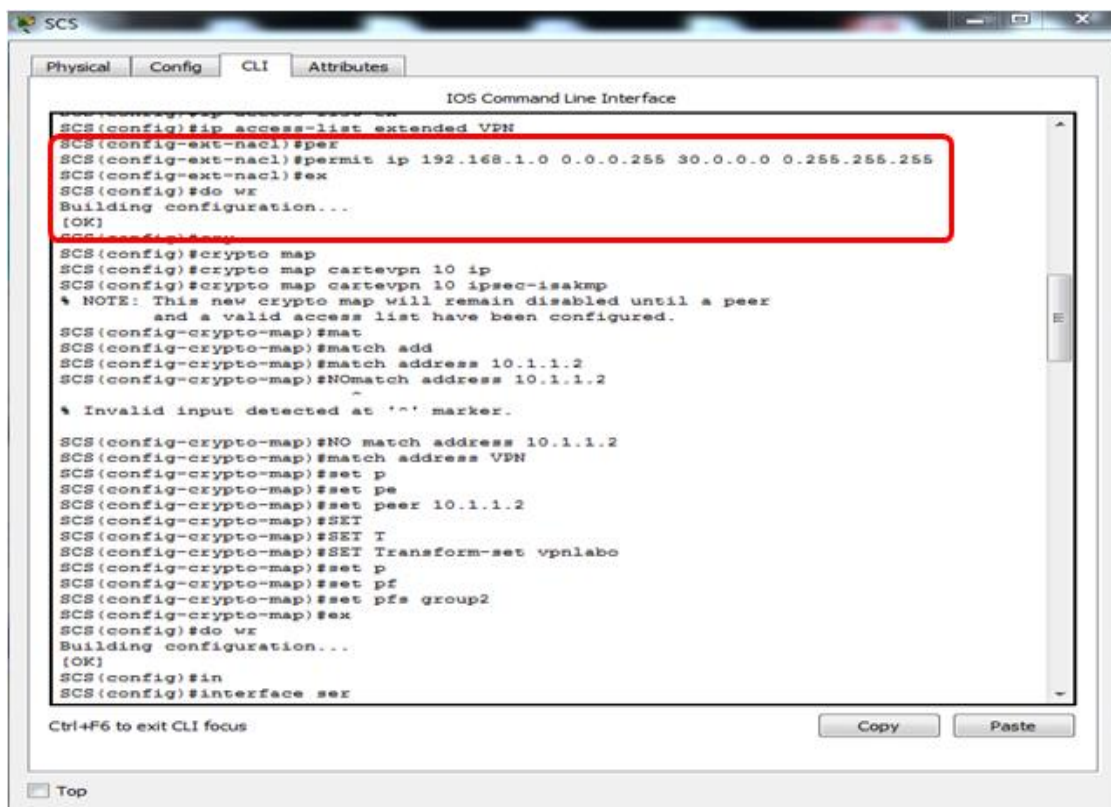 SCS
Physical Config CLI Attributes
IOS Command Line Interface
SCS(config)#ip access-list extended VPN
SCS(config-ext-nacl)#per
SCS(config-ext-nacl)#permit ip 192.168.1.0 0.0.0.255 30.0.0.0 0.255.255.255
SCS(config-ext-nacl)#ex
SCS(config)#do wr
Building configuration...
[OK]
SCS(config)#crypto map
SCS(config)#crypto map cartevpn 10 ip
SCS(config)#crypto map cartevpn 10 ipsec-isakmp
% NOTE: This new crypto map will remain disabled until a peer
and a valid access list have been configured.
SCS(config-crypto-map)#mat
SCS(config-crypto-map)#match add
SCS(config-crypto-map)#match address 10.1.1.2
SCS(config-crypto-map)#NOmatch address 10.1.1.2
^
% Invalid input detected at '^' marker.
SCS(config-crypto-map)#NO match address 10.1.1.2
SCS(config-crypto-map)#match address VPN
SCS(config-crypto-map)#set p
SCS(config-crypto-map)#set pe
SCS(config-crypto-map)#set peer 10.1.1.2
SCS(config-crypto-map)#SET
SCS(config-crypto-map)#SET T
SCS(config-crypto-map)#SET Transform-set vpnlabo
SCS(config-crypto-map)#set p
SCS(config-crypto-map)#set pf
SCS(config-crypto-map)#set pfs group2
SCS(config-crypto-map)#ex
SCS(config)#do wr
Building configuration...
[OK]
SCS(config)#in
SCS(config)#interface ser
Ctrl+F6 to exit CLI focus
Copy Paste
Top